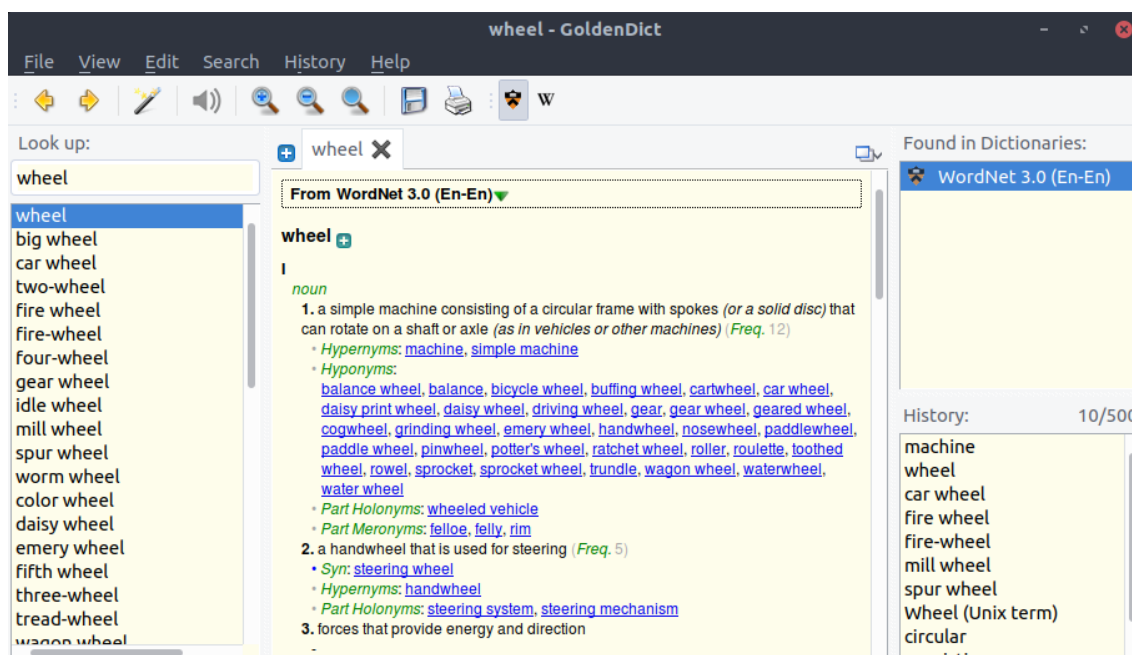 wheel - GoldenDict
File View Edit Search History Help
W
Look up:
wheel
wheel
big wheel
car wheel
two-wheel
fire wheel
fire-wheel
four-wheel
gear wheel
idle wheel
mill wheel
spur wheel
worm wheel
color wheel
daisy wheel
emery wheel
fifth wheel
three-wheel
tread-wheel
wagon wheel
wheel
From WordNet 3.0 (En-En)
wheel
I
noun
1. a simple machine consisting of a circular frame with spokes (or a solid disc) that
can rotate on a shaft or axle (as in vehicles or other machines) (Freq. 12)
• Hypernyms: machine, simple machine
• Hyponyms:
balance wheel, balance, bicycle wheel, buffing wheel, cartwheel, car wheel,
daisy print wheel, daisy wheel, driving wheel, gear, gear wheel, geared wheel,
cogwheel, grinding wheel, emery wheel, handwheel, nosewheel, paddlewheel,
paddle wheel, pinwheel, potter's wheel, ratchet wheel, roller, roulette, toothed
wheel, rowel, sprocket, sprocket wheel, trundle, wagon wheel, waterwheel,
water wheel
• Part Holonyms: wheeled vehicle
• Part Meronyms: felloe, felly, rim
2. a handwheel that is used for steering (Freq. 5)
• Syn: steering wheel
• Hypernyms: handwheel
• Part Holonyms: steering system, steering mechanism
3. forces that provide energy and direction
Found in Dictionaries:
WordNet 3.0 (En-En)
History: 10/500
machine
wheel
car wheel
fire wheel
fire-wheel
mill wheel
spur wheel
Wheel (Unix term)
circular